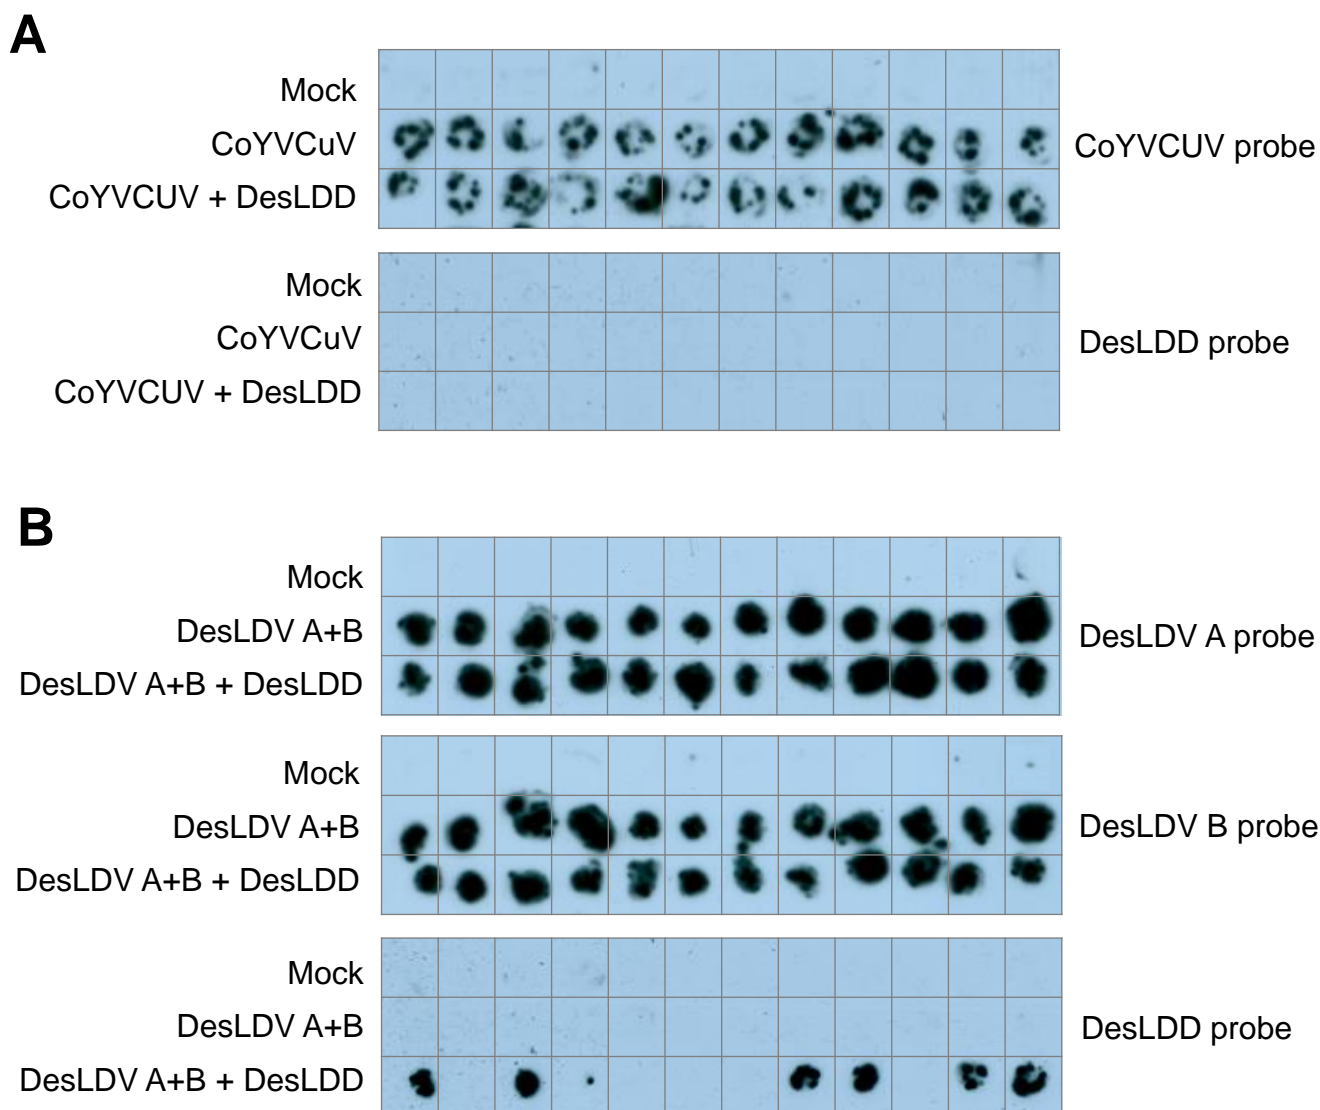 A
Mock
CoYVCuV
CoYVCUV probe
CoYVCUV + DesLDD
Mock
CoYVCuV
DesLDD probe
CoYVCUV + DesLDD
B
Mock
DesLDV A+B
DesLDV A probe
DesLDV A+B + DesLDD
Mock
DesLDV A+B
DesLDV B probe
DesLDV A+B + DesLDD
Mock
DesLDV A+B
DesLDD probe
DesLDV A+B + DesLDD